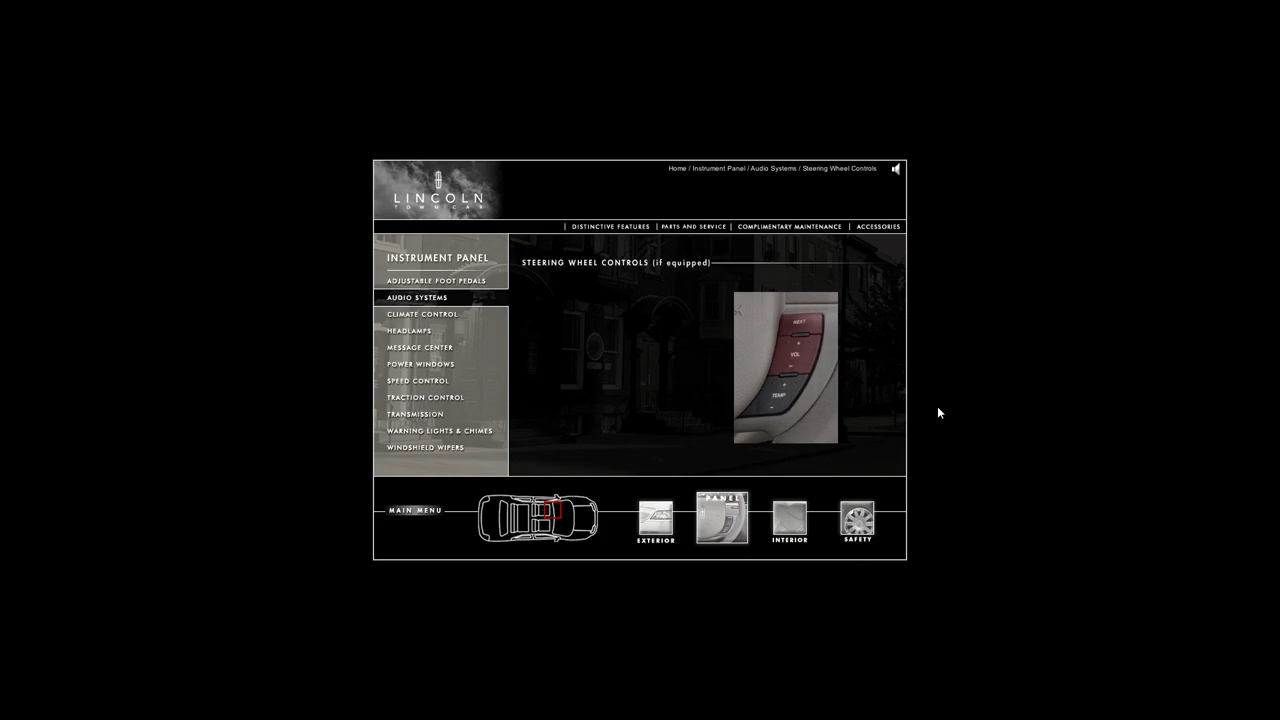 Home / Instrument Panel / Audio Systems / Steering Wheel Controls
LINCOLN
TOWN CAR
DISTINCTIVE FEATURES | PARTS AND SERVICE | COMPLIMENTARY MAINTENANCE | ACCESSORIES
INSTRUMENT PANEL
ADJUSTABLE FOOT PEDALS
AUDIO SYSTEMS
CLIMATE CONTROL
HEADLAMPS
MESSAGE CENTER
POWER WINDOWS
SPEED CONTROL
TRACTION CONTROL
TRANSMISSION
WARNING LIGHTS & CHIMES
WINDSHIELD WIPERS
STEERING WHEEL CONTROLS (if equipped)
NEXT
+
VOL
-
+
TEMP
-
MAIN MENU
EXTERIOR
PANEL
INTERIOR
SAFETY